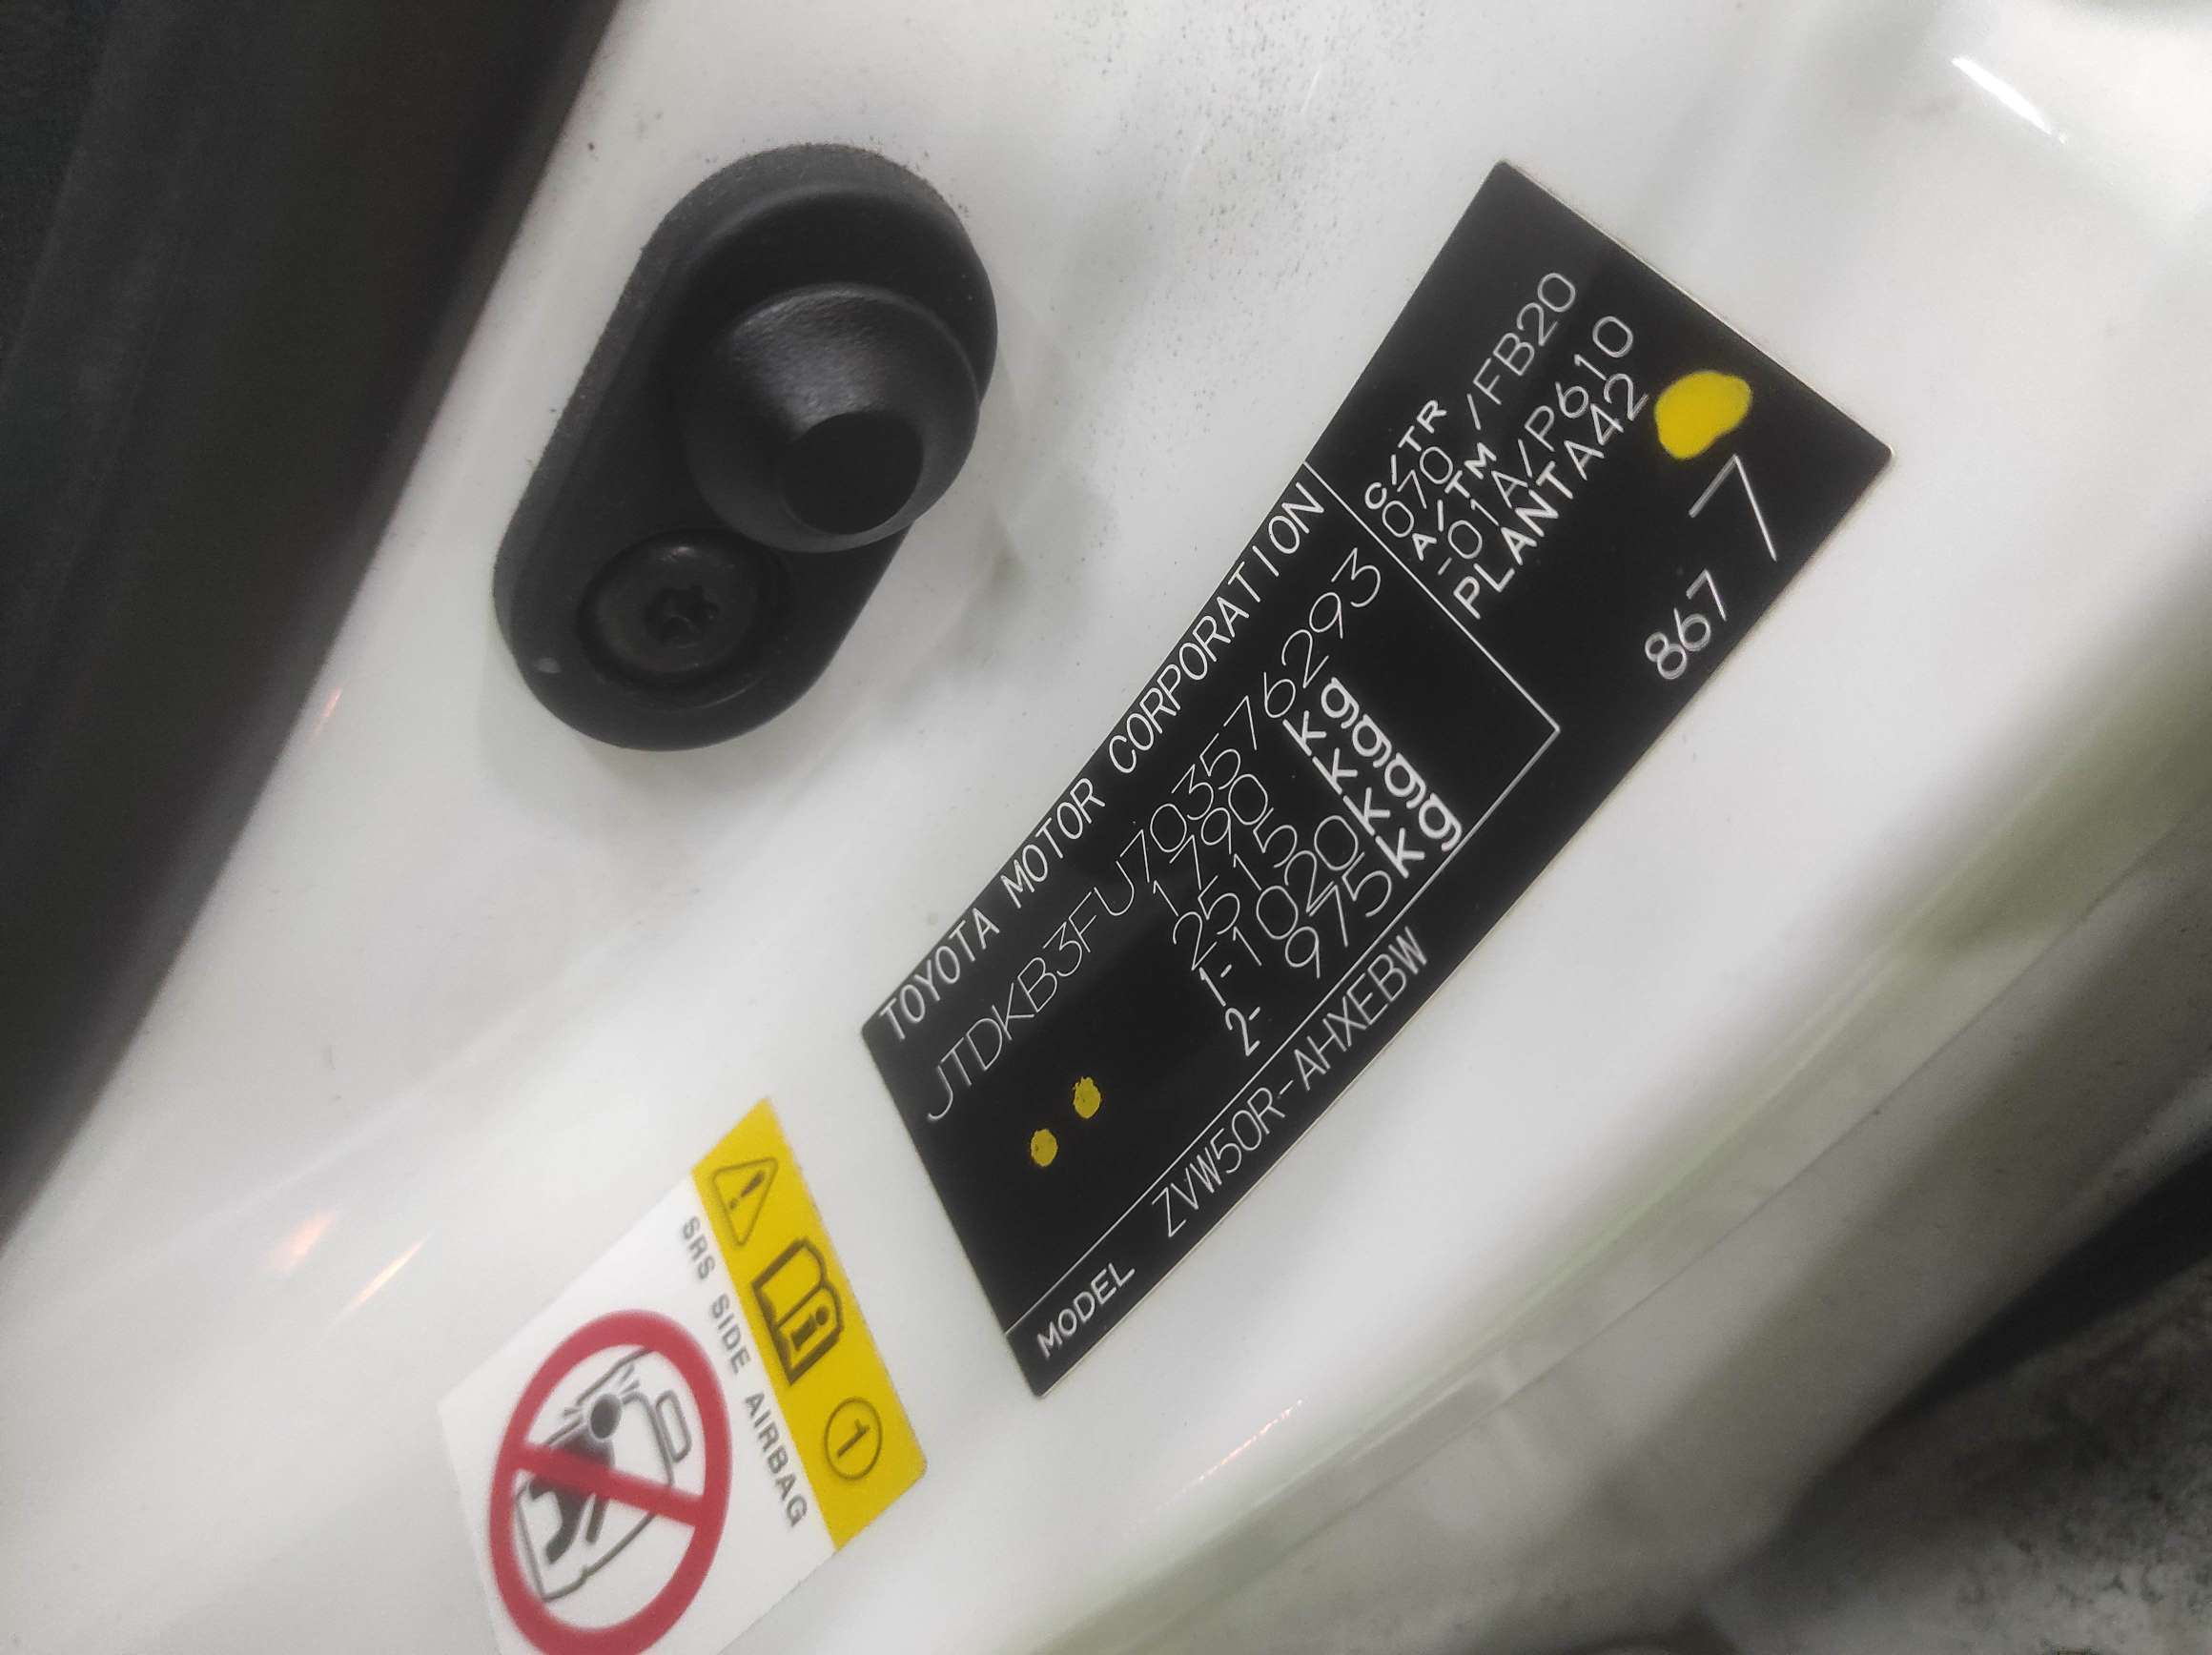 TOYOTA MOTOR CORPORATION
JTDKB3FU703576293
1790 kg
2515 kg
1-1020 kg
2- 975 kg
C/TR
070 /FB20
A/TM
-01A/P610
PLANTA42
867 7
MODEL ZVW50R-AHXEBW
1
SRS SIDE AIRBAG